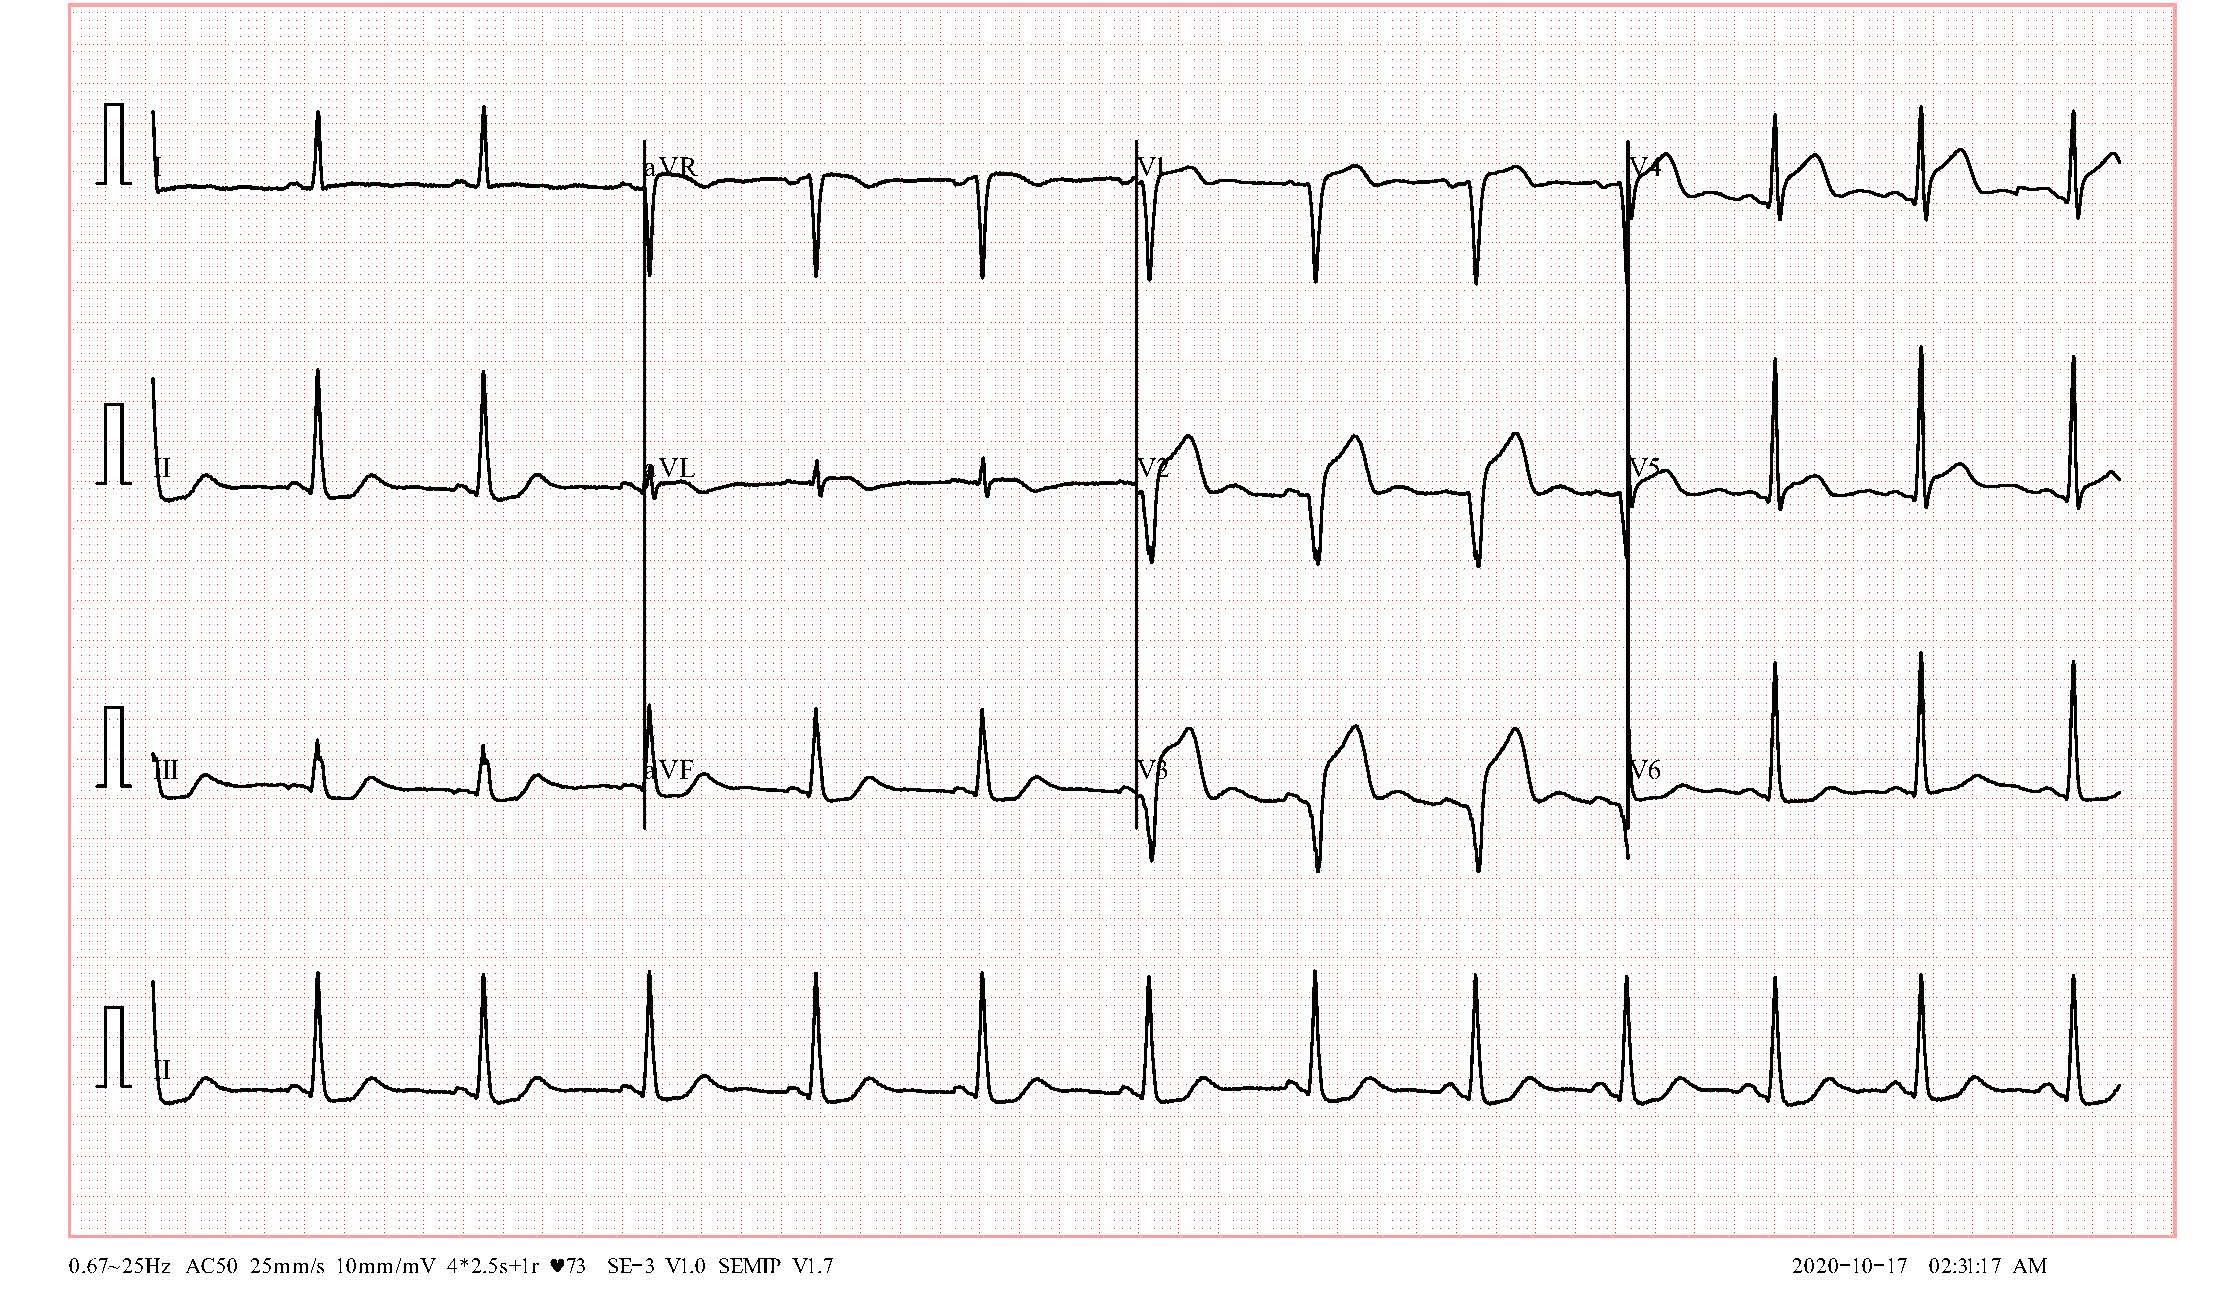 I aVR V1 V4
II aVL V2 V5
III aVF V3 V6
II
0.67~25Hz AC50 25mm/s 10mm/mV 4*2.5s+1r ♥73 SE-3 V1.0 SEMIP V1.7 2020-10-17 02:31:17 AM